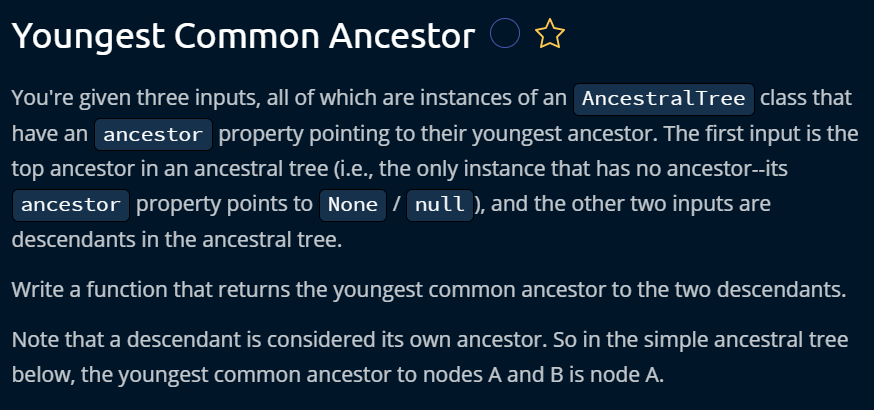 Youngest Common Ancestor
You're given three inputs, all of which are instances of an AncestralTree class that
have an ancestor property pointing to their youngest ancestor. The first input is the
top ancestor in an ancestral tree (i.e., the only instance that has no ancestor--its
ancestor property points to None / null ), and the other two inputs are
descendants in the ancestral tree.
Write a function that returns the youngest common ancestor to the two descendants.
Note that a descendant is considered its own ancestor. So in the simple ancestral tree
below, the youngest common ancestor to nodes A and B is node A.